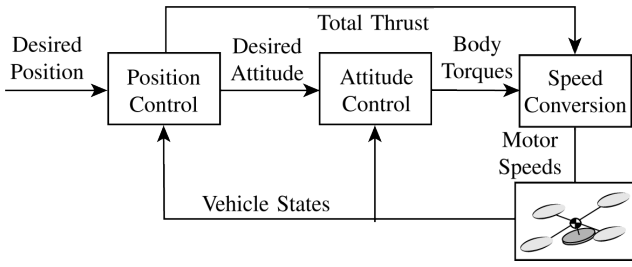 Total Thrust
Desired
Position
Position
Control
Desired
Attitude
Attitude
Control
Body
Torques
Speed
Conversion
Motor
Speeds
Vehicle States